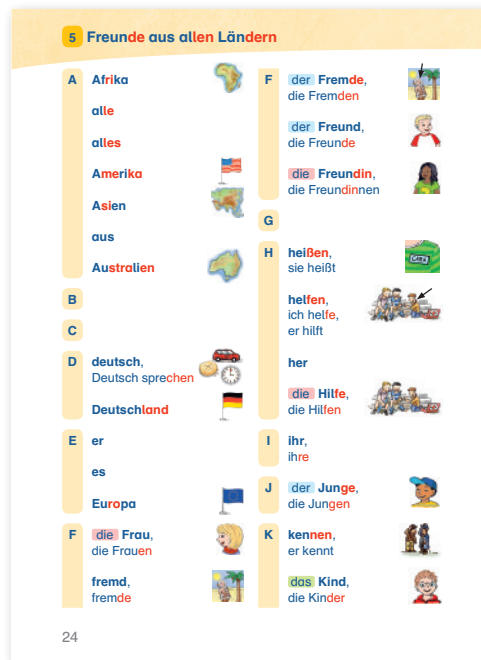 5 Freunde aus allen Ländern
A Afrika
alle
alles
Amerika
Asien
aus
Australien
B
C
D deutsch,
Deutsch sprechen
Deutschland
E er
es
Europa
F die Frau,
die Frauen
fremd,
fremde
F der Fremde,
die Fremden
der Freund,
die Freunde
die Freundin,
die Freundinnen
G
H heißen,
sie heißt
helfen,
ich helfe,
er hilft
her
die Hilfe,
die Hilfen
I ihr,
ihre
J der Junge,
die Jungen
K kennen,
er kennt
das Kind,
die Kinder
24